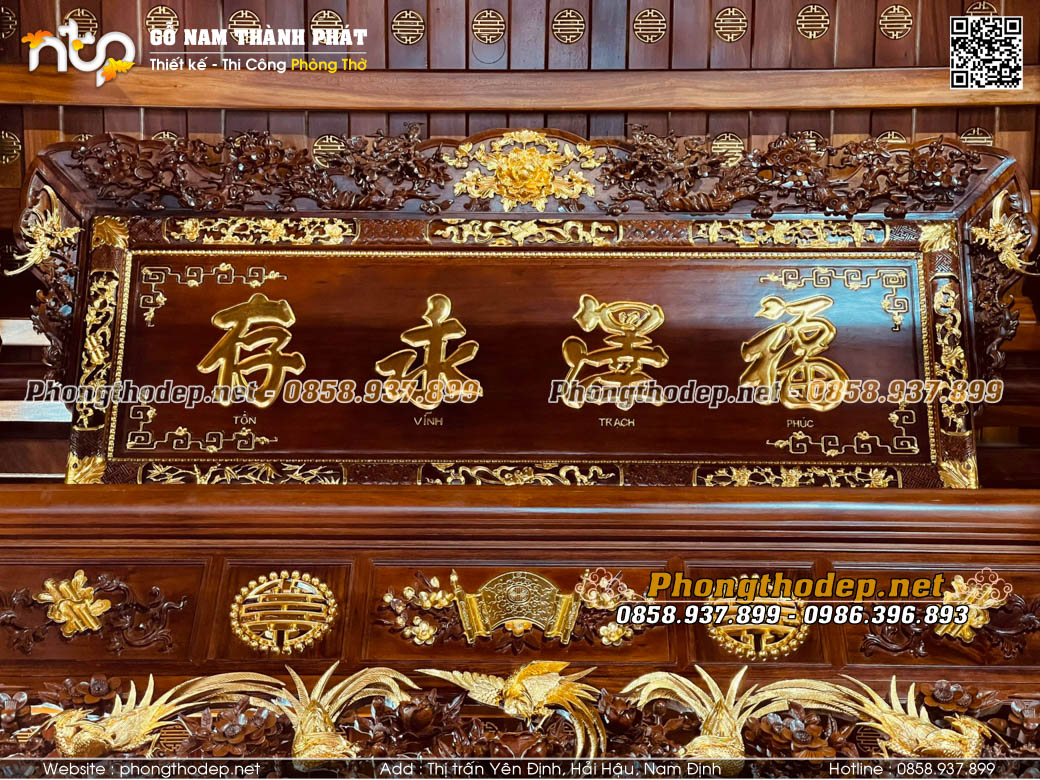 GỖ NAM THÀNH PHÁT
Thiết kế - Thi Công Phòng Thờ
存永澤福
Phongthodep.net - 0858.937.899 Phongthodep.net - 0858.937.899
TỒN VĨNH TRẠCH PHÚC
Phongthodep.net
0858.937.899 - 0986.396.893
Website : phongthodep.net Add : Thị trấn Yên Định, Hải Hậu, Nam Định Hotline : 0858.937.899